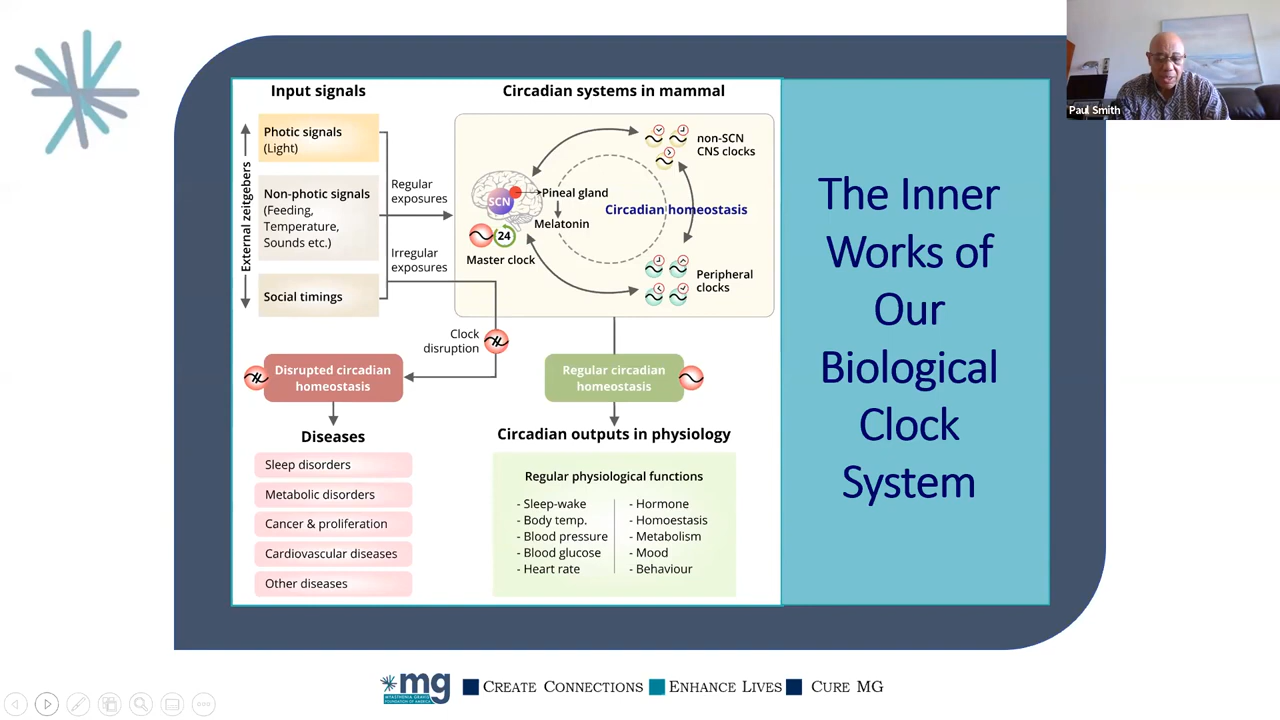 Input signals
Circadian systems in mammal
External zeitgebers
Photic signals
(Light)
Non-photic signals
(Feeding,
Temperature,
Sounds etc.)
Social timings
Regular
exposures
Irregular
exposures
SCN
Pineal gland
Melatonin
24
Master clock
Circadian homeostasis
non-SCN
CNS clocks
Peripheral
clocks
Clock
disruption
Disrupted circadian
homeostasis
Regular circadian
homeostasis
Diseases
Sleep disorders
Metabolic disorders
Cancer & proliferation
Cardiovascular diseases
Other diseases
Circadian outputs in physiology
Regular physiological functions
- Sleep-wake
- Body temp.
- Blood pressure
- Blood glucose
- Heart rate
- Hormone
- Homoestasis
- Metabolism
- Mood
- Behaviour
The Inner
Works of
Our
Biological
Clock
System
Paul Smith
mg
MYASTHENIA GRAVIS
FOUNDATION OF AMERICA
CREATE CONNECTIONS ENHANCE LIVES CURE MG